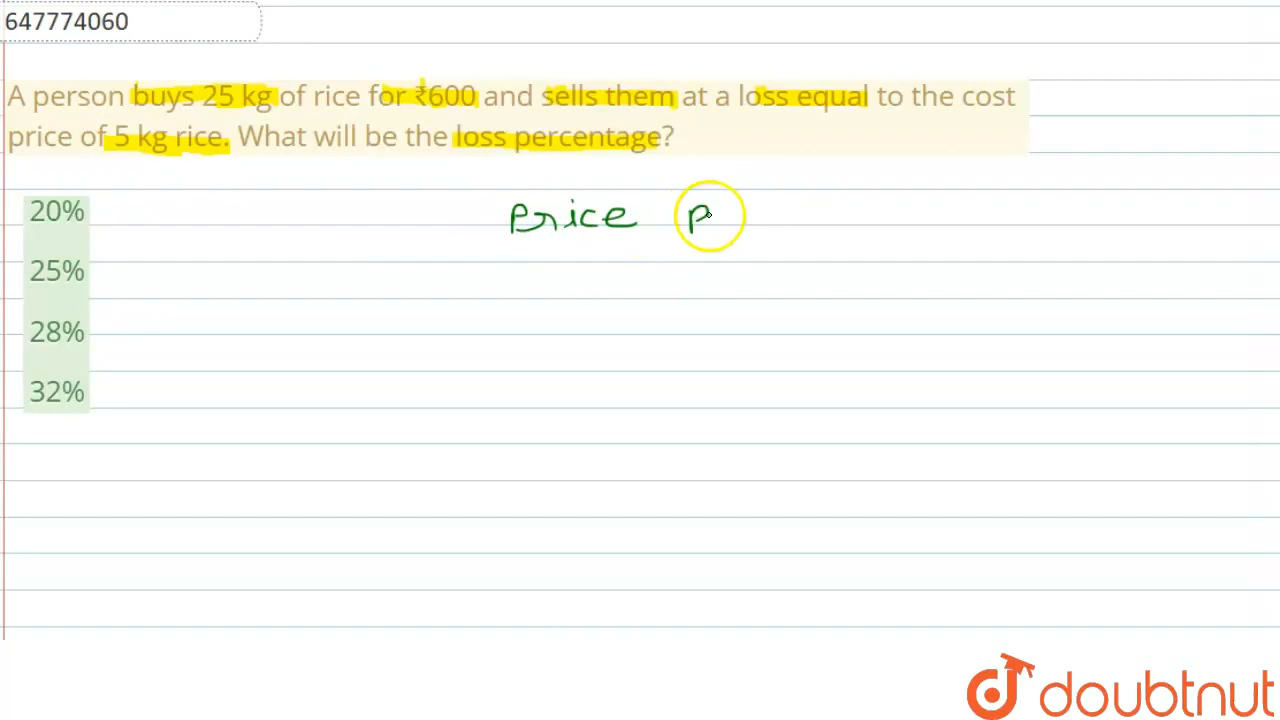 647774060
A person buys 25 kg of rice for ₹600 and sells them at a loss equal to the cost
price of 5 kg rice. What will be the loss percentage?
20%
Price P
25%
28%
32%
doubtnut